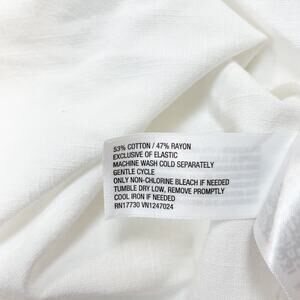 53% COTTON / 47% RAYON
EXCLUSIVE OF ELASTIC
MACHINE WASH COLD SEPARATELY
GENTLE CYCLE
ONLY NON-CHLORINE BLEACH IF NEEDED
TUMBLE DRY LOW, REMOVE PROMPTLY
COOL IRON IF NEEDED
RN17730 VN1247024